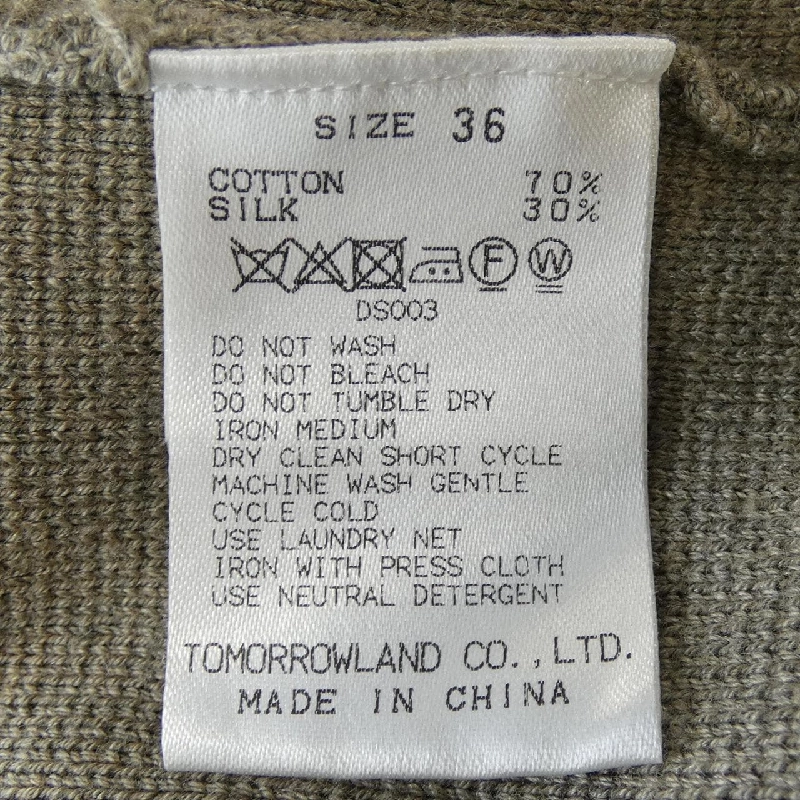 SIZE 36
COTTON 70%
SILK 30%
F W
DS003
DO NOT WASH
DO NOT BLEACH
DO NOT TUMBLE DRY
IRON MEDIUM
DRY CLEAN SHORT CYCLE
MACHINE WASH GENTLE
CYCLE COLD
USE LAUNDRY NET
IRON WITH PRESS CLOTH
USE NEUTRAL DETERGENT
TOMORROWLAND CO.,LTD.
MADE IN CHINA